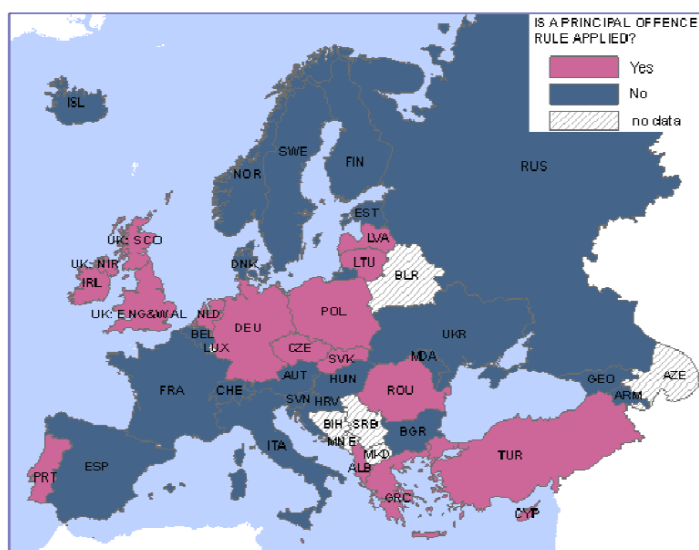 IS A PRINCIPAL OFFENCE
RULE APPLIED?
Yes
No
no data
ISL
SWE
FIN
NOR
RUS
EST
UK: SCO
LVA
UK: NIR
DNK
LTU
IRL
BLR
UK: ENG&WAL
NLD
POL
DEU
BEL
UKR
LUX
CZE
SVK
MDA
AUT
HUN
FRA
CHE
ROU
GEO
AZE
SVN
HRV
ARM
BIH
SRB
BGR
ITA
MNE
MKD
ESP
PRT
ALB
TUR
GRC
CYP